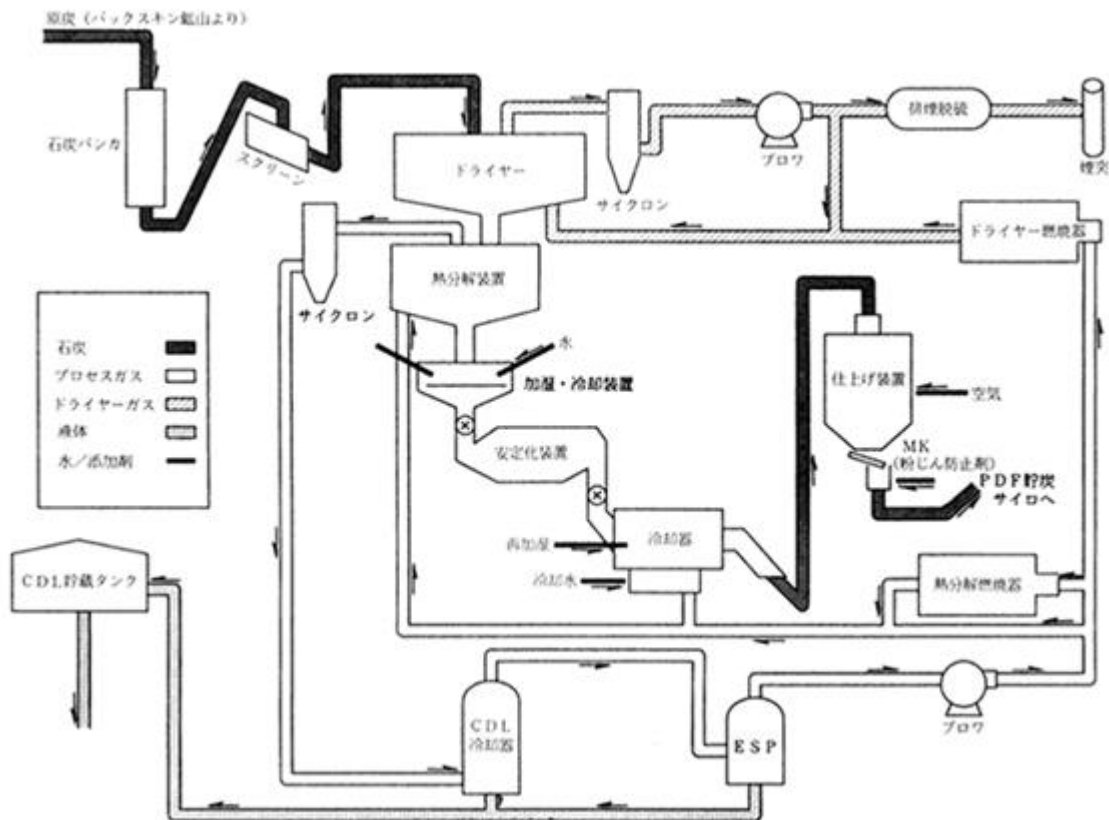 原炭（バックスキン鉱山より）
石炭バンカ
スクリーン
ドライヤー
サイクロン
ブロワ
排煙脱硫
煙突
ドライヤー燃焼器
サイクロン
熱分解装置
水
加湿・冷却装置
安定化装置
仕上げ装置
空気
MK
(粉じん防止剤)
PDF貯炭
サイロへ
石炭
プロセスガス
ドライヤーガス
液体
水／添加剤
再加湿
冷却器
冷却水
熱分解燃焼器
CDL貯蔵タンク
CDL
冷却器
ESP
ブロワ